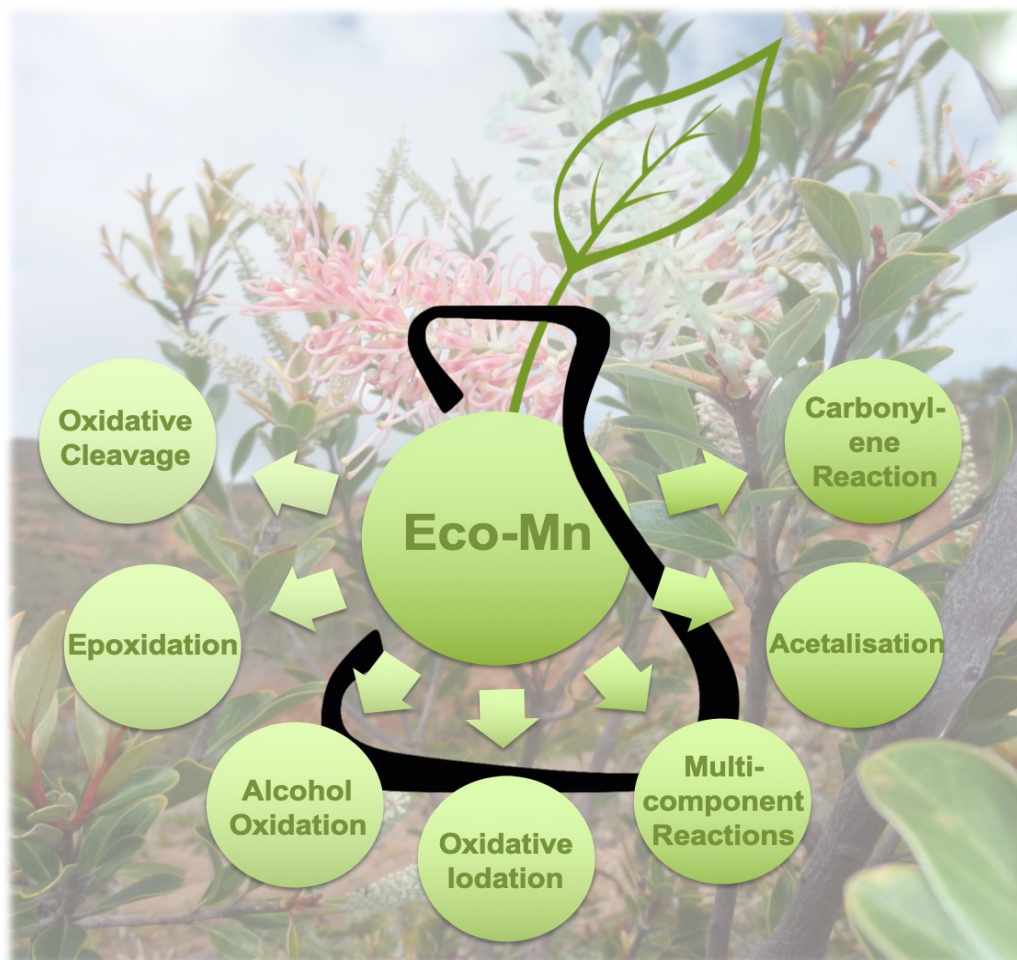 Eco-Mn
Oxidative
Cleavage
Epoxidation
Alcohol
Oxidation
Oxidative
Iodation
Multi-
component
Reactions
Acetalisation
Carbonyl-
ene
Reaction